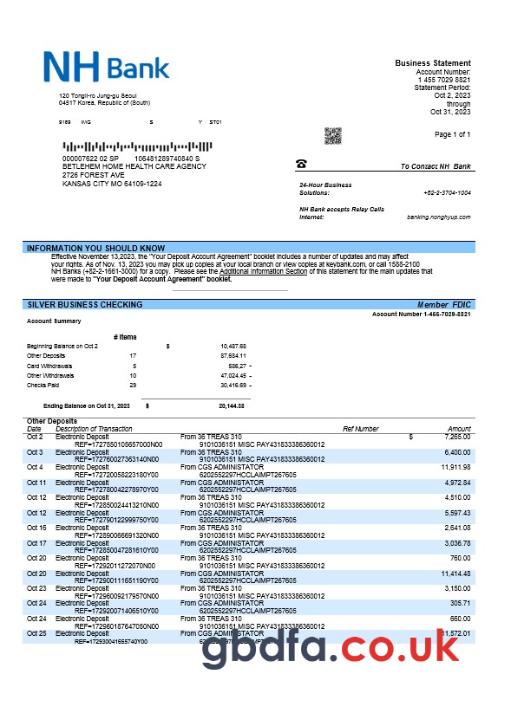 NH Bank
120 Tongil-ro Jung-gu Seoul
04517 Korea, Republic of (South)
Business Statement
Account Number:
1 455 7029 8821
Statement Period:
Oct 2, 2023
through
Oct 31, 2023
Page 1 of 1
9169 IMG S Y ST01
000007622 02 SP 106481289740840 S
BETLEHEM HOME HEALTH CARE AGENCY
2726 FOREST AVE
KANSAS CITY MO 64109-1224
To Contact NH Bank
24-Hour Business
Solutions: +82-2-3704-1004
NH Bank accepts Relay Calls
Internet: banking.nonghyup.com
INFORMATION YOU SHOULD KNOW
Effective November 13,2023, the "Your Deposit Account Agreement" booklet includes a number of updates and may affect
your rights. As of Nov. 13, 2023 you may pick up copies at your local branch or view copies at keybank.com, or call 1588-2100
NH Banks (+82-2-1661-3000) for a copy. Please see the Additional Information Section of this statement for the main updates that
were made to "Your Deposit Account Agreement" booklet.
SILVER BUSINESS CHECKING Member FDIC
Account Number 1-455-7029-8821
Account Summary
# Items
Beginning Balance on Oct 2 $ 10,487.68
Other Deposits 17 87,684.11
Card Withdrawals 5 586,27 -
Other Withdrawals 10 47,024.45 -
Checks Paid 29 30,416.69 -
Ending Balance on Oct 31, 2023 $ 20,144.38
Other Deposits
Date Description of Transaction Ref Number Amount
Oct 2 Electronic Deposit From 36 TREAS 310 $ 7,265.00
REF=1727550105657000N00 9101036151 MISC PAY431833386360012
Oct 3 Electronic Deposit From 36 TREAS 310 6,400.00
REF=172760027363140N00 9101036151 MISC PAY431833386360012
Oct 4 Electronic Deposit From CGS ADMINISTATOR 11,911.98
REF=172720058223180Y00 6202552297HCCLAIMPT267605
Oct 11 Electronic Deposit From CGS ADMINISTATOR 4,972.84
REF=172780042278970Y00 6202552297HCCLAIMPT267605
Oct 12 Electronic Deposit From 36 TREAS 310 4,510.00
REF=172850024413210N00 9101036151 MISC PAY431833386360012
Oct 12 Electronic Deposit From CGS ADMINISTATOR 5,597.43
REF=172790122999750Y00 6202552297HCCLAIMPT267605
Oct 16 Electronic Deposit From 36 TREAS 310 2,641.08
REF=172890066691320N00 9101036151 MISC PAY431833386360012
Oct 17 Electronic Deposit From CGS ADMINISTATOR 3,036.78
REF=172850047281610Y00 6202552297HCCLAIMPT267605
Oct 20 Electronic Deposit From 36 TREAS 310 760.00
REF=17292011272070N00 9101036151 MISC PAY431833386360012
Oct 20 Electronic Deposit From CGS ADMINISTATOR 11,414.48
REF=172900111651190Y00 6202552297HCCLAIMPT267605
Oct 23 Electronic Deposit From 36 TREAS 310 3,150.00
REF=172960092179570N00 9101036151 MISC PAY431833386360012
Oct 24 Electronic Deposit From CGS ADMINISTATOR 305.71
REF=172920071406510Y00 6202552297HCCLAIMPT267605
Oct 24 Electronic Deposit From 36 TREAS 310 660.00
REF=172960187647050N00 9101036151 MISC PAY431833386360012
Oct 25 Electronic Deposit From CGS ADMINISTATOR 11,572.01
REF=172930041655740Y00
gbdfa.co.uk